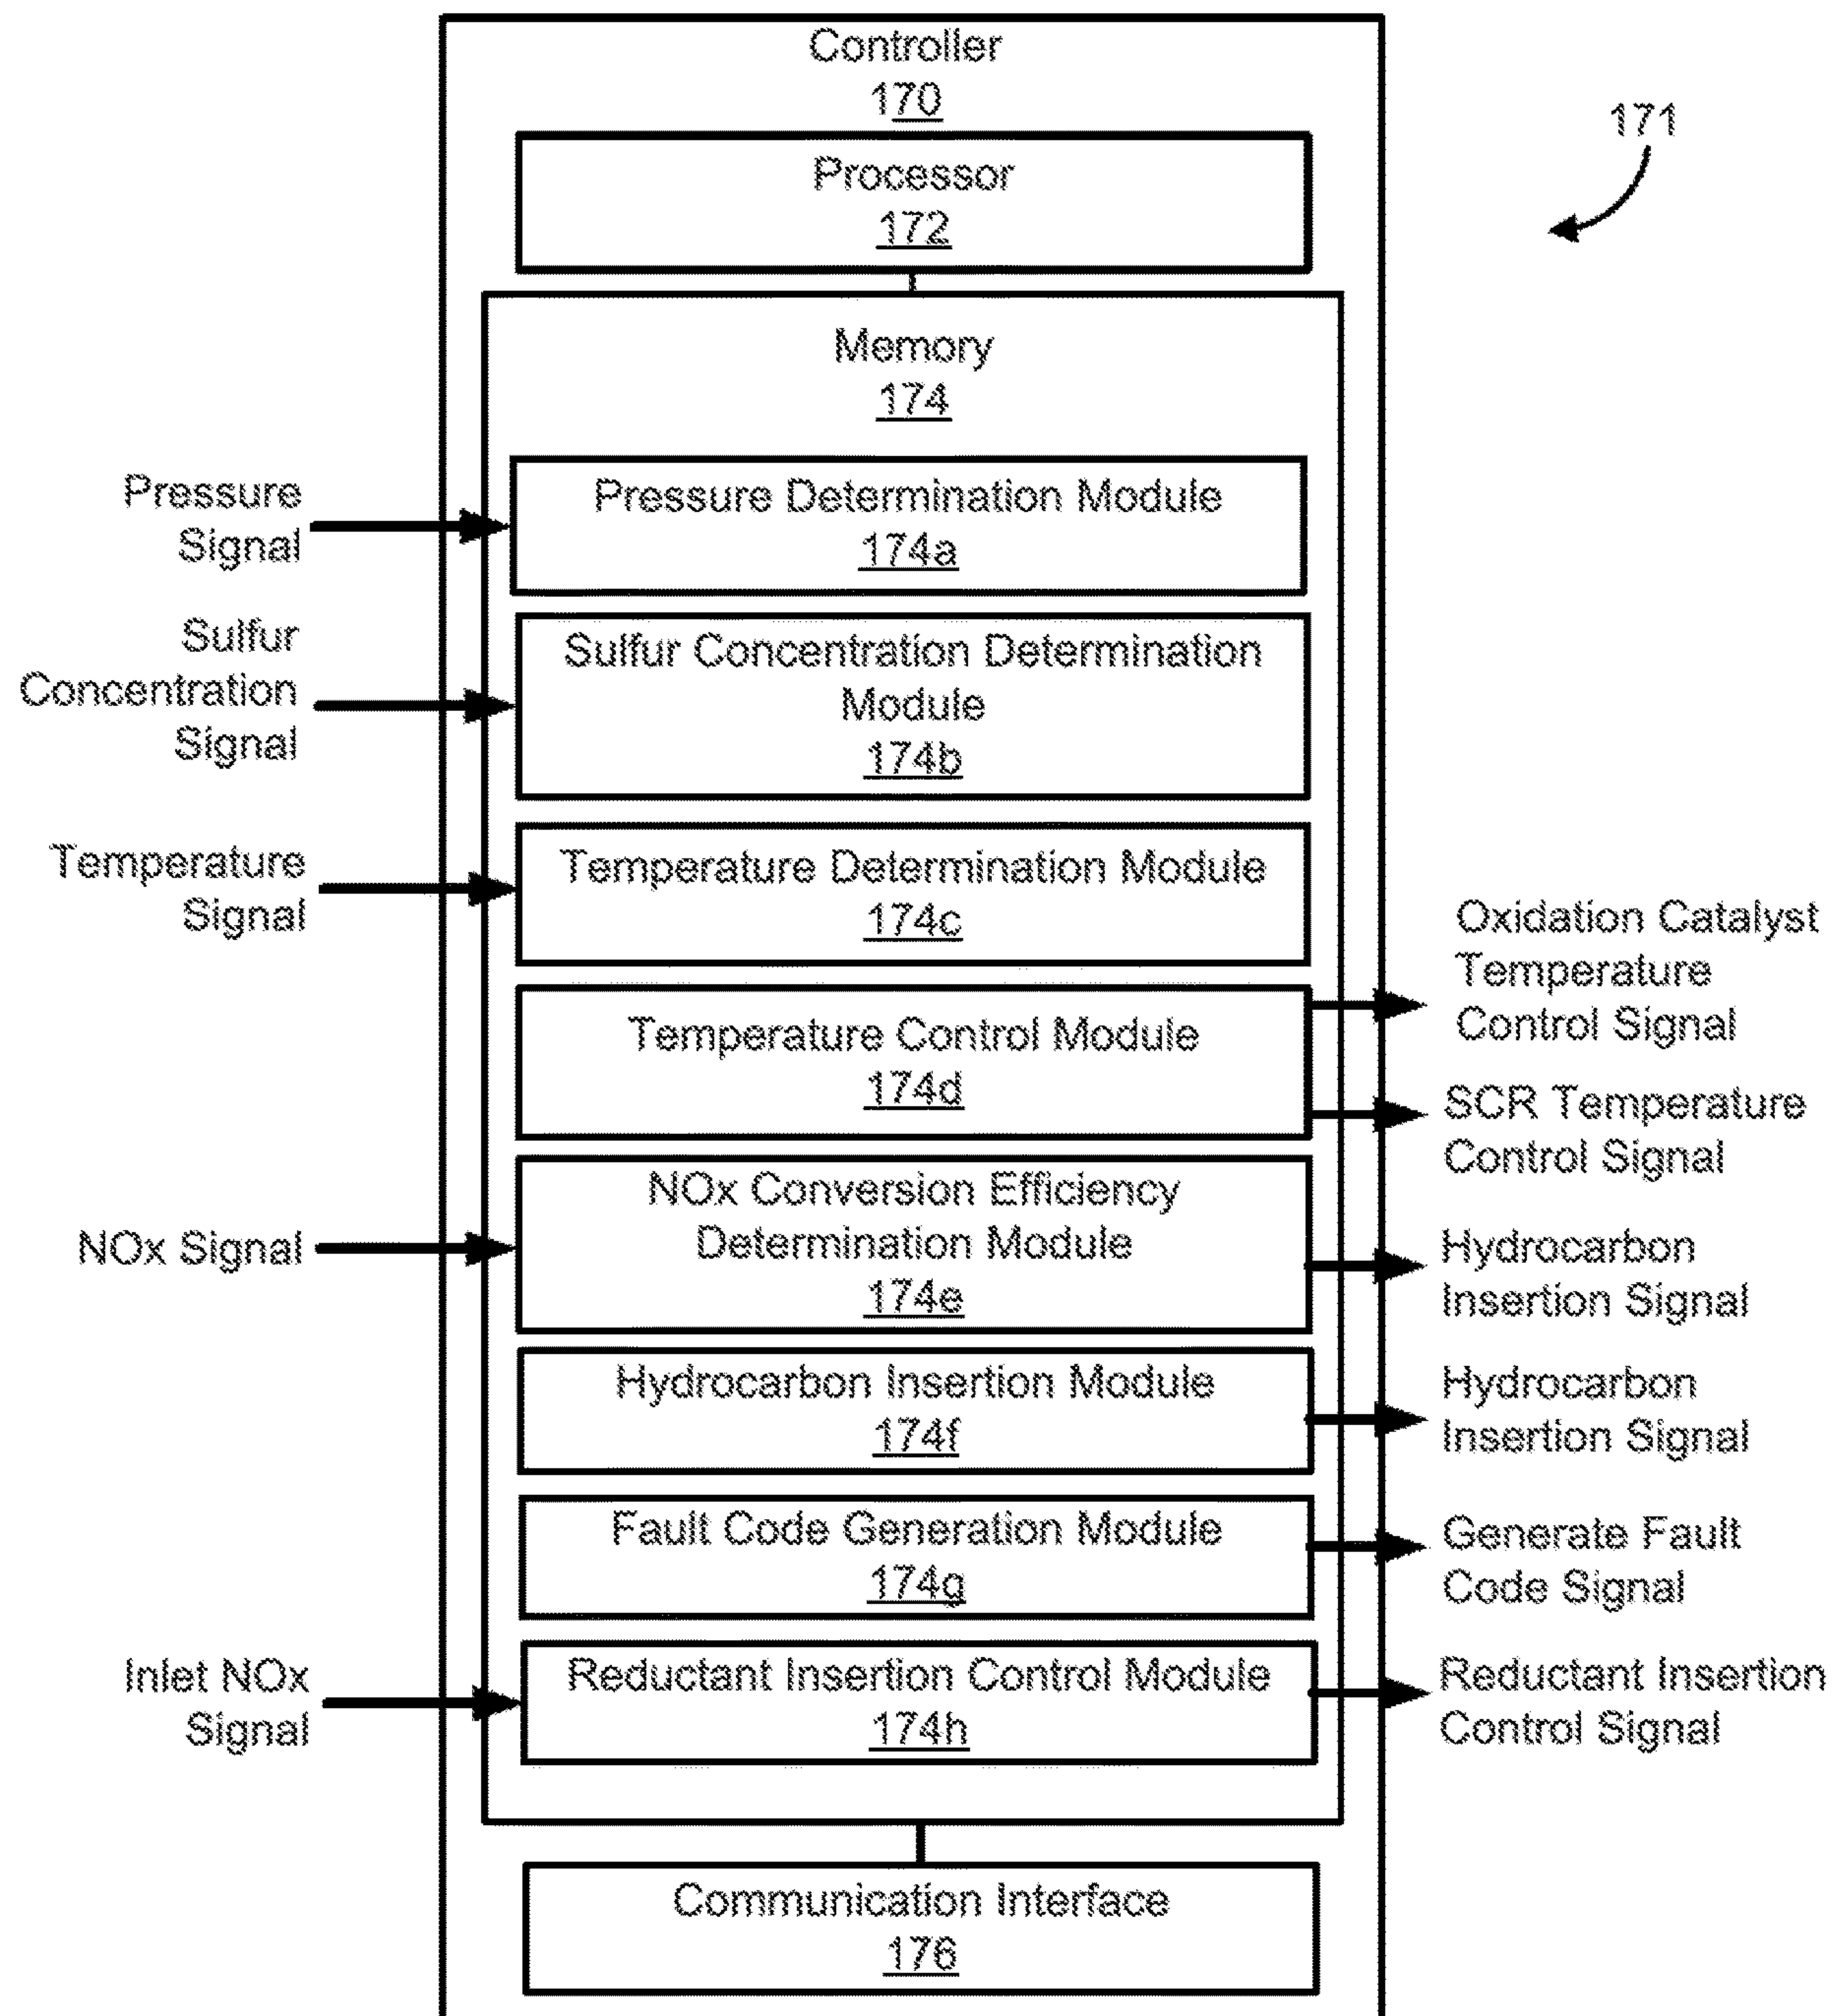 Controller
170
171
Processor
172
Memory
174
Pressure
Signal
Pressure Determination Module
174a
Sulfur
Concentration
Signal
Sulfur Concentration Determination
Module
174b
Temperature
Signal
Temperature Determination Module
174c
Temperature Control Module
174d
Oxidation Catalyst
Temperature
Control Signal
SCR Temperature
Control Signal
NOx Signal
NOx Conversion Efficiency
Determination Module
174e
Hydrocarbon
Insertion Signal
Hydrocarbon Insertion Module
174f
Hydrocarbon
Insertion Signal
Fault Code Generation Module
174g
Generate Fault
Code Signal
Inlet NOx
Signal
Reductant Insertion Control Module
174h
Reductant Insertion
Control Signal
Communication Interface
176